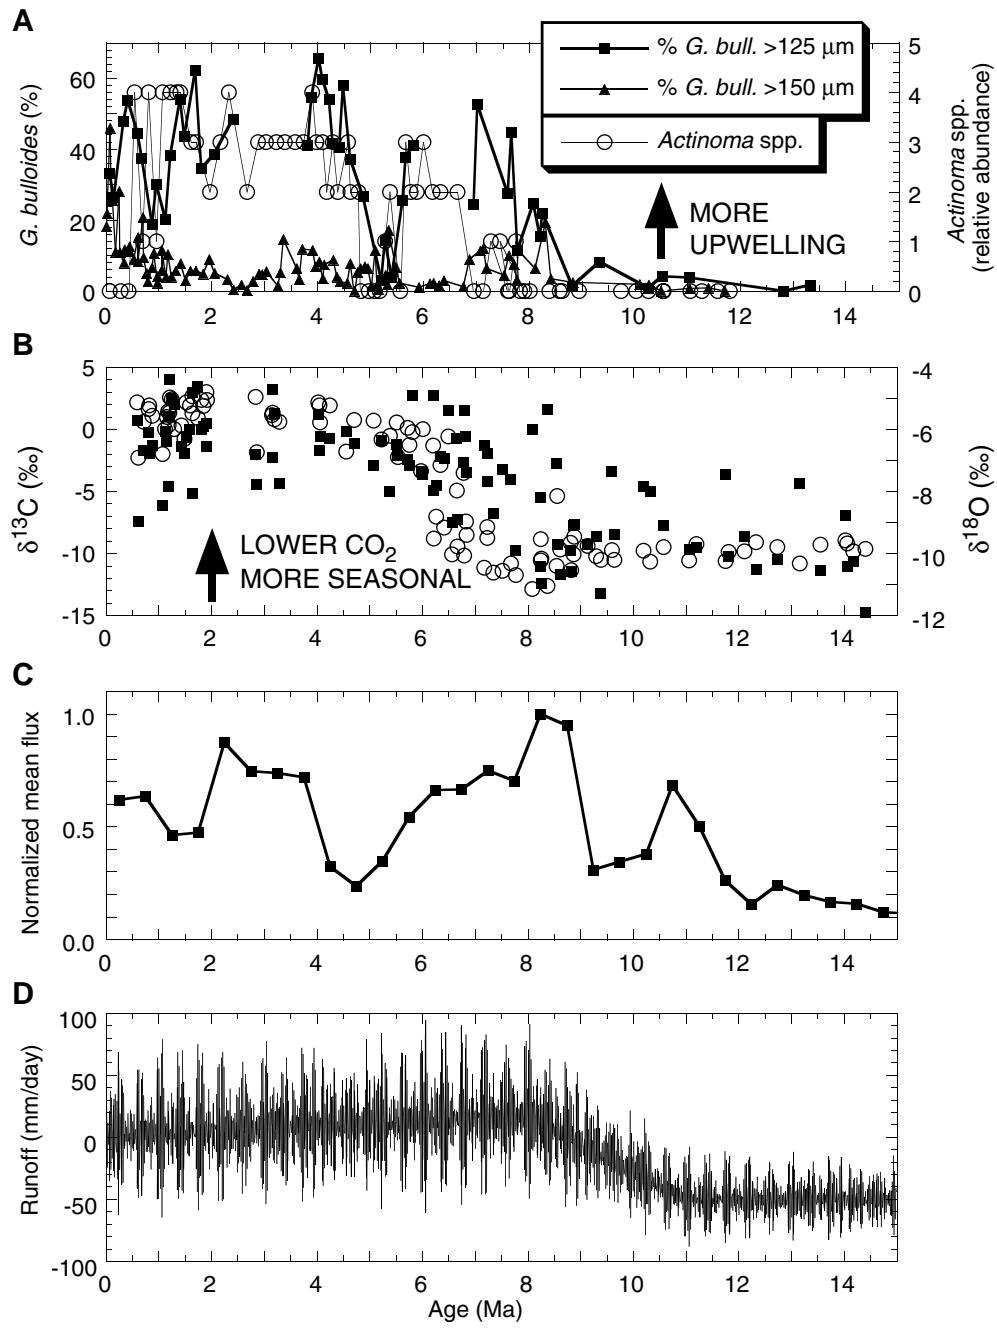 A
% G. bull. >125 μm
% G. bull. >150 μm
Actinoma spp.
MORE
UPWELLING
G. bulloides (%)
60
40
20
0
5
4
3
2
1
0
Actinoma spp.
(relative abundance)
0 2 4 6 8 10 12 14
B
5
0
-5
-10
-15
δ13C (‰)
-4
-6
-8
-10
-12
δ18O (‰)
LOWER CO2
MORE SEASONAL
0 2 4 6 8 10 12 14
C
1.0
0.5
0.0
Normalized mean flux
0 2 4 6 8 10 12 14
D
100
50
0
-50
-100
Runoff (mm/day)
0 2 4 6 8 10 12 14
Age (Ma)